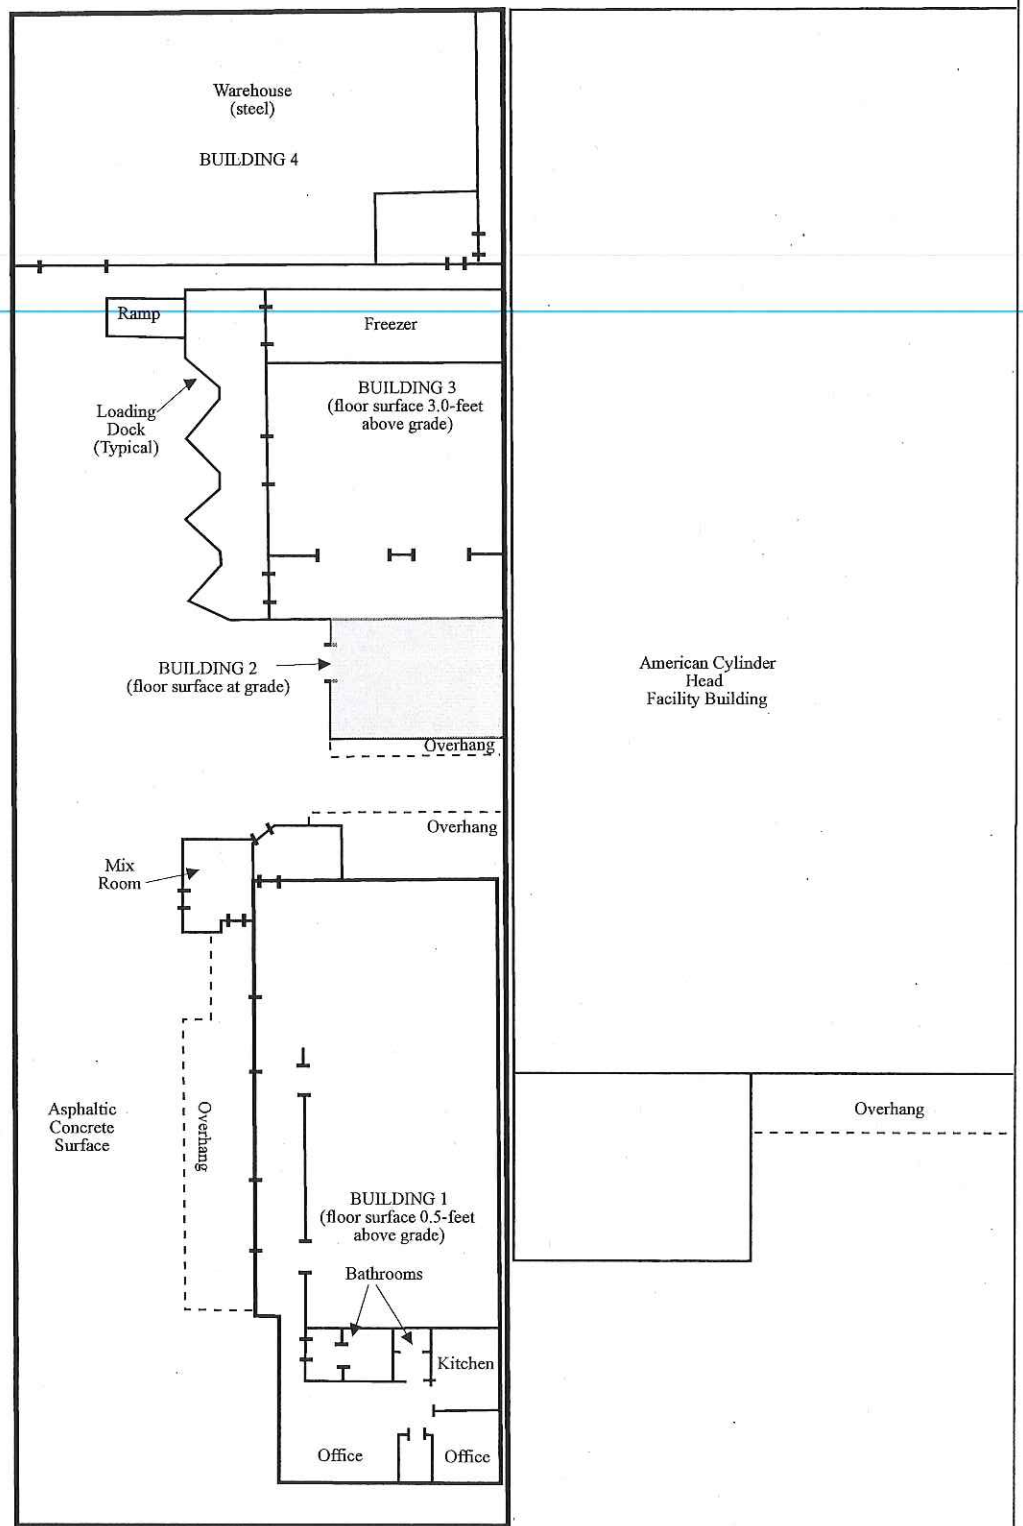 Warehouse
(steel)
BUILDING 4
Ramp
Freezer
BUILDING 3
(floor surface 3.0-feet
above grade)
Loading
Dock
(Typical)
BUILDING 2
(floor surface at grade)
American Cylinder
Head
Facility Building
Overhang
Overhang
Mix
Room
Asphaltic
Concrete
Surface
Overhang
Overhang
BUILDING 1
(floor surface 0.5-feet
above grade)
Bathrooms
Kitchen
Office
Office